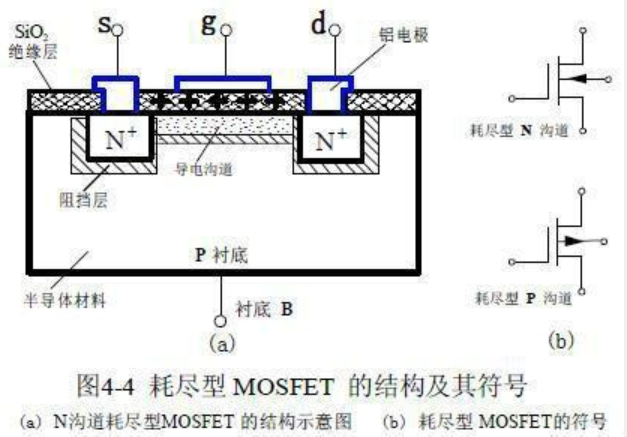 s g d
SiO₂
绝缘层
铝电极
N⁺ N⁺
导电沟道
阻挡层
P 衬底
半导体材料
衬底 B
(a)
耗尽型 N 沟道
耗尽型 P 沟道
(b)
图4-4 耗尽型 MOSFET 的结构及其符号
(a) N沟道耗尽型MOSFET 的结构示意图 (b) 耗尽型 MOSFET的符号